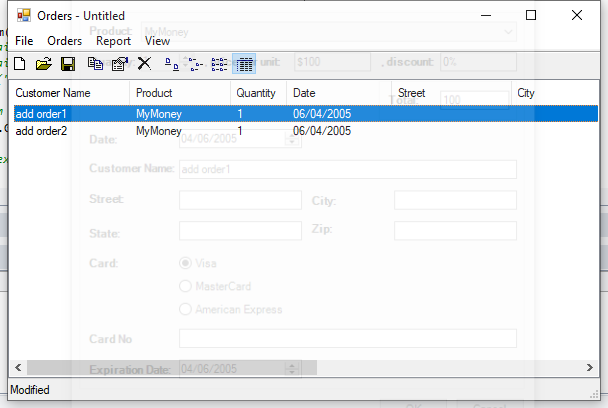 Orders - Untitled
Product: MyMoney
File Orders Report View
unit: $100 discount: 0%
Customer Name Product Quantity Date Street City
Total: 100
add order1 MyMoney 1 06/04/2005
add order2 MyMoney 1 06/04/2005
Date: 04/06/2005
Customer Name: add order1
Street: City:
State: Zip:
Card: Visa
MasterCard
American Express
Card No
Expiration Date: 04/06/2005
Modified